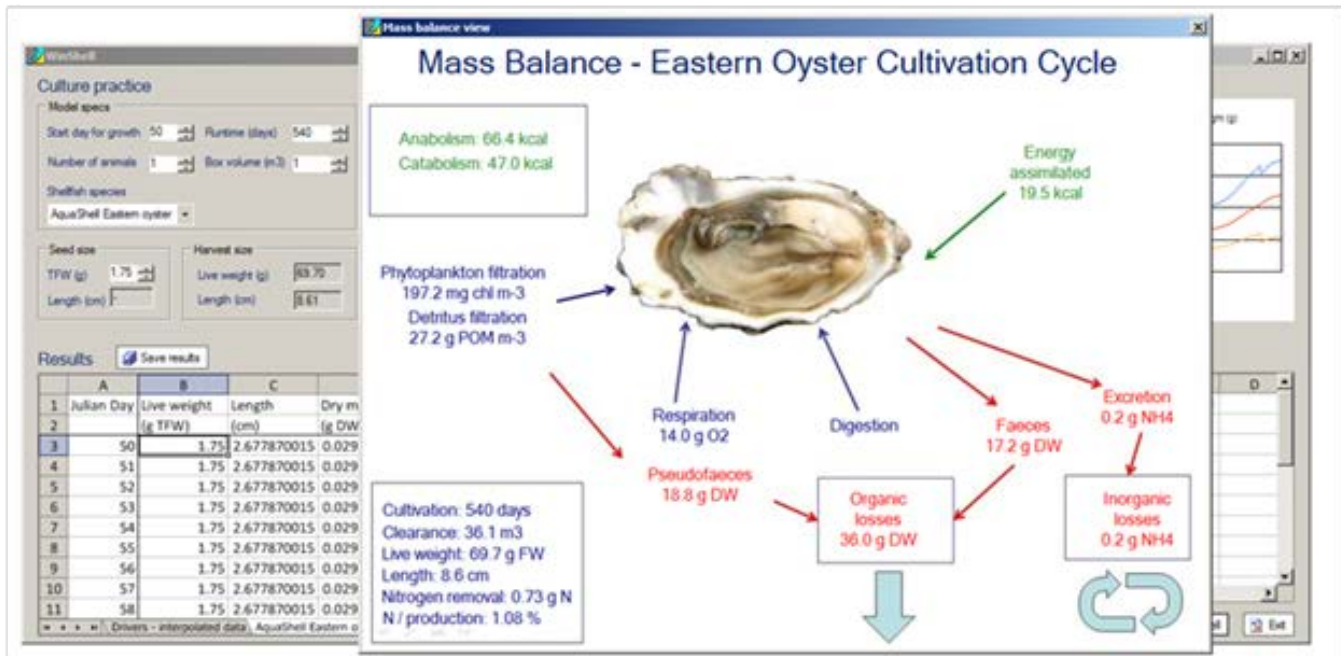 WinShell
Culture practice
Model specs
Start day for growth 50 Runtime (days) 540
Number of animals 1 Box volume (m3) 1
Shellfish species
AquaShell Eastern oyster
Seed size
TFW (g) 1.75
Length (cm) -
Harvest size
Live weight (g) 69.70
Length (cm) 8.61
Results Save results
A B C
1 Julian Day Live weight Length Dry m
2 (g TFW) (cm) (g DW
3 50 1.75 2.677870015 0.029
4 51 1.75 2.677870015 0.029
5 52 1.75 2.677870015 0.029
6 53 1.75 2.677870015 0.029
7 54 1.75 2.677870015 0.029
8 55 1.75 2.677870015 0.029
9 56 1.75 2.677870015 0.029
10 57 1.75 2.677870015 0.029
11 58 1.75 2.677870015 0.029
Drivers - interpolated data AquaShell Eastern o
Mass balance view
Mass Balance - Eastern Oyster Cultivation Cycle
Anabolism: 66.4 kcal
Catabolism: 47.0 kcal
Energy
assimilated
19.5 kcal
Phytoplankton filtration
197.2 mg chl m-3
Detritus filtration
27.2 g POM m-3
Respiration
14.0 g O2
Digestion
Faeces
17.2 g DW
Excretion
0.2 g NH4
Pseudofaeces
18.8 g DW
Organic
losses
36.0 g DW
Inorganic
losses
0.2 g NH4
Cultivation: 540 days
Clearance: 36.1 m3
Live weight: 69.7 g FW
Length: 8.6 cm
Nitrogen removal: 0.73 g N
N / production: 1.08 %
D
Exit